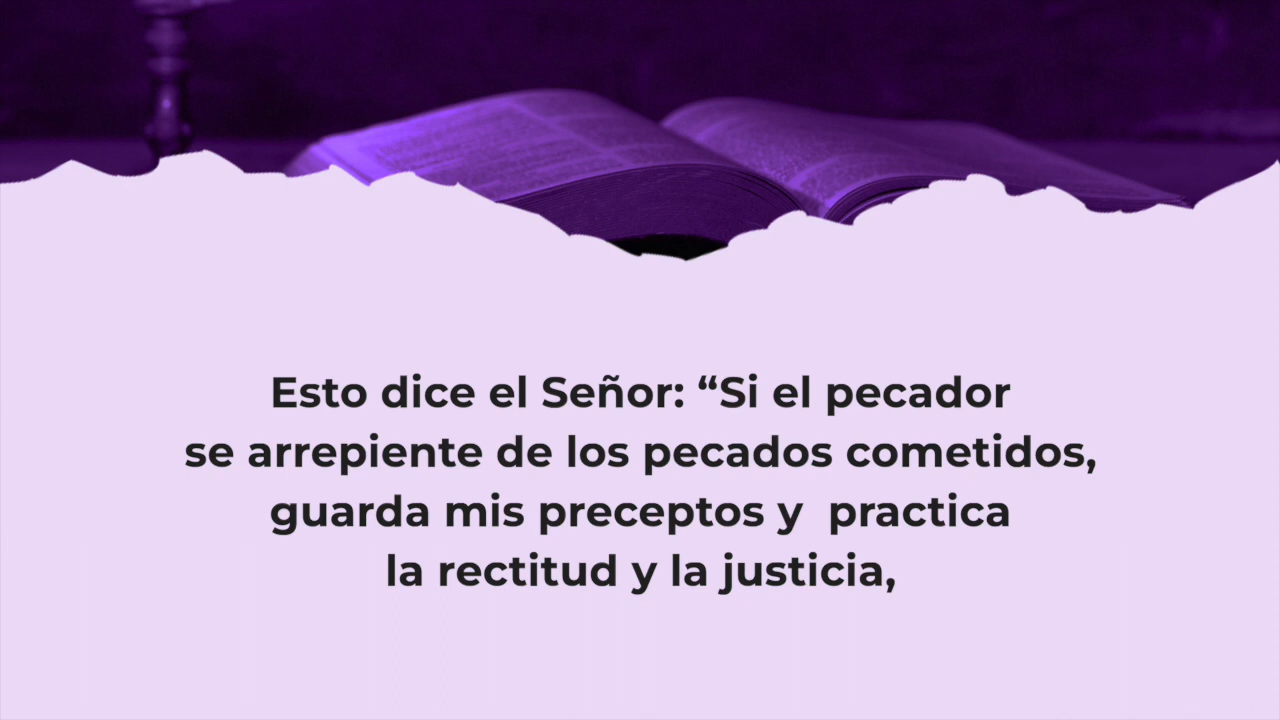 Esto dice el Señor: “Si el pecador
se arrepiente de los pecados cometidos,
guarda mis preceptos y  practica
la rectitud y la justicia,